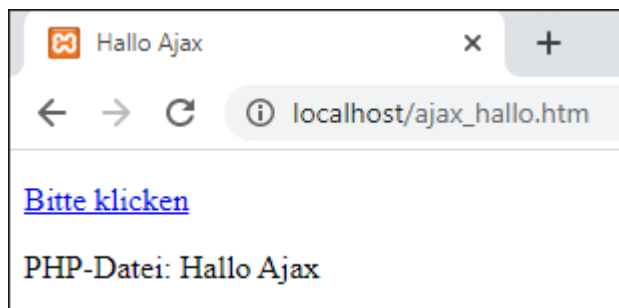 Hallo Ajax
localhost/ajax_hallo.htm
Bitte klicken
PHP-Datei: Hallo Ajax